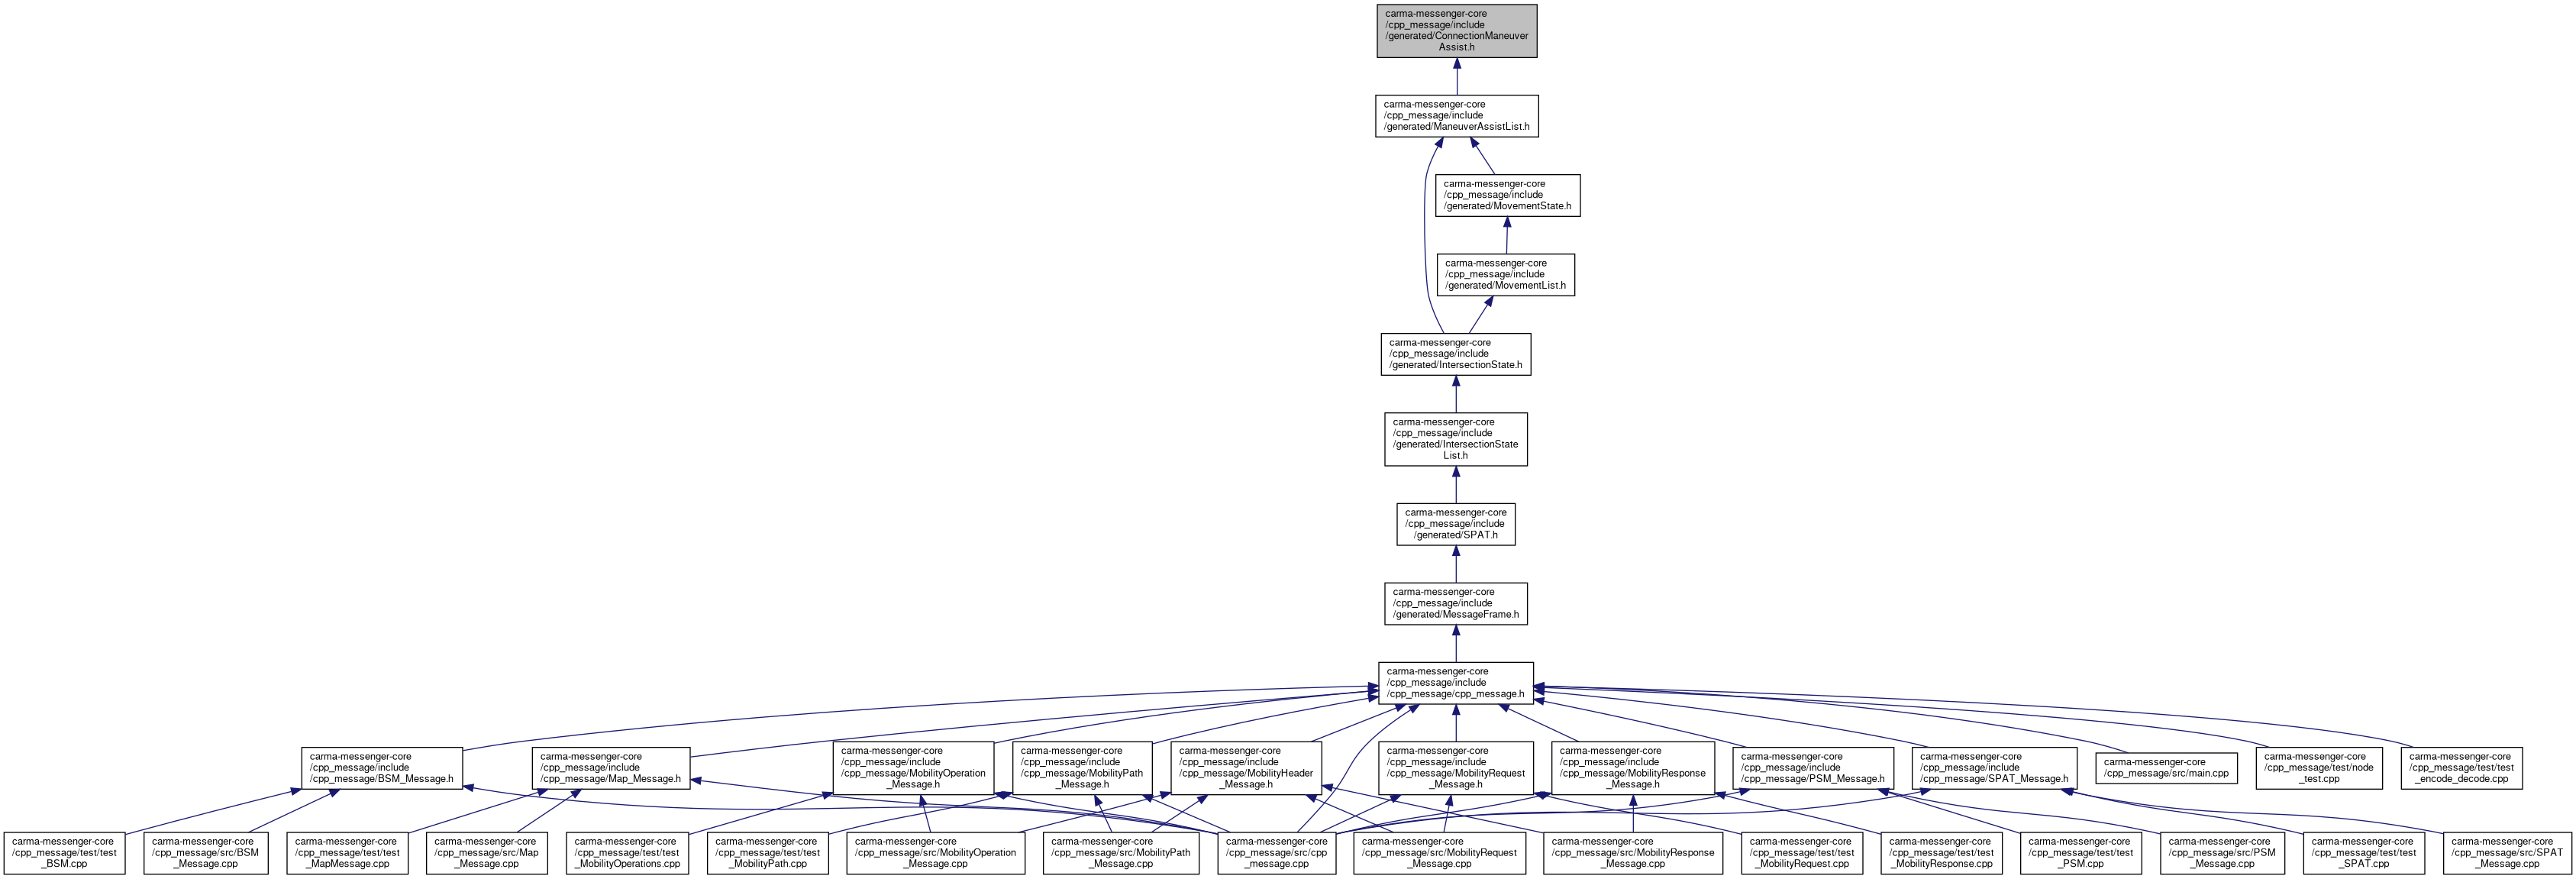 carma-messenger-core
/cpp_message/include
/generated/ConnectionManeuver
Assist.h
carma-messenger-core
/cpp_message/include
/generated/ManeuverAssistList.h
carma-messenger-core
/cpp_message/include
/generated/MovementState.h
carma-messenger-core
/cpp_message/include
/generated/MovementList.h
carma-messenger-core
/cpp_message/include
/generated/IntersectionState.h
carma-messenger-core
/cpp_message/include
/generated/IntersectionState
List.h
carma-messenger-core
/cpp_message/include
/generated/SPAT.h
carma-messenger-core
/cpp_message/include
/generated/MessageFrame.h
carma-messenger-core
/cpp_message/include
/cpp_message/cpp_message.h
carma-messenger-core
/cpp_message/include
/cpp_message/BSM_Message.h
carma-messenger-core
/cpp_message/include
/cpp_message/Map_Message.h
carma-messenger-core
/cpp_message/include
/cpp_message/MobilityOperation
_Message.h
carma-messenger-core
/cpp_message/include
/cpp_message/MobilityPath
_Message.h
carma-messenger-core
/cpp_message/include
/cpp_message/MobilityHeader
_Message.h
carma-messenger-core
/cpp_message/include
/cpp_message/MobilityRequest
_Message.h
carma-messenger-core
/cpp_message/include
/cpp_message/MobilityResponse
_Message.h
carma-messenger-core
/cpp_message/include
/cpp_message/PSM_Message.h
carma-messenger-core
/cpp_message/include
/cpp_message/SPAT_Message.h
carma-messenger-core
/cpp_message/src/main.cpp
carma-messenger-core
/cpp_message/test/node
_test.cpp
carma-messenger-core
/cpp_message/test/test
_encode_decode.cpp
carma-messenger-core
/cpp_message/test/test
_BSM.cpp
carma-messenger-core
/cpp_message/src/BSM
_Message.cpp
carma-messenger-core
/cpp_message/test/test
_MapMessage.cpp
carma-messenger-core
/cpp_message/src/Map
_Message.cpp
carma-messenger-core
/cpp_message/test/test
_MobilityOperations.cpp
carma-messenger-core
/cpp_message/test/test
_MobilityPath.cpp
carma-messenger-core
/cpp_message/src/MobilityOperation
_Message.cpp
carma-messenger-core
/cpp_message/src/MobilityPath
_Message.cpp
carma-messenger-core
/cpp_message/src/cpp
_message.cpp
carma-messenger-core
/cpp_message/src/MobilityRequest
_Message.cpp
carma-messenger-core
/cpp_message/src/MobilityResponse
_Message.cpp
carma-messenger-core
/cpp_message/test/test
_MobilityRequest.cpp
carma-messenger-core
/cpp_message/test/test
_MobilityResponse.cpp
carma-messenger-core
/cpp_message/test/test
_PSM.cpp
carma-messenger-core
/cpp_message/src/PSM
_Message.cpp
carma-messenger-core
/cpp_message/test/test
_SPAT.cpp
carma-messenger-core
/cpp_message/src/SPAT
_Message.cpp